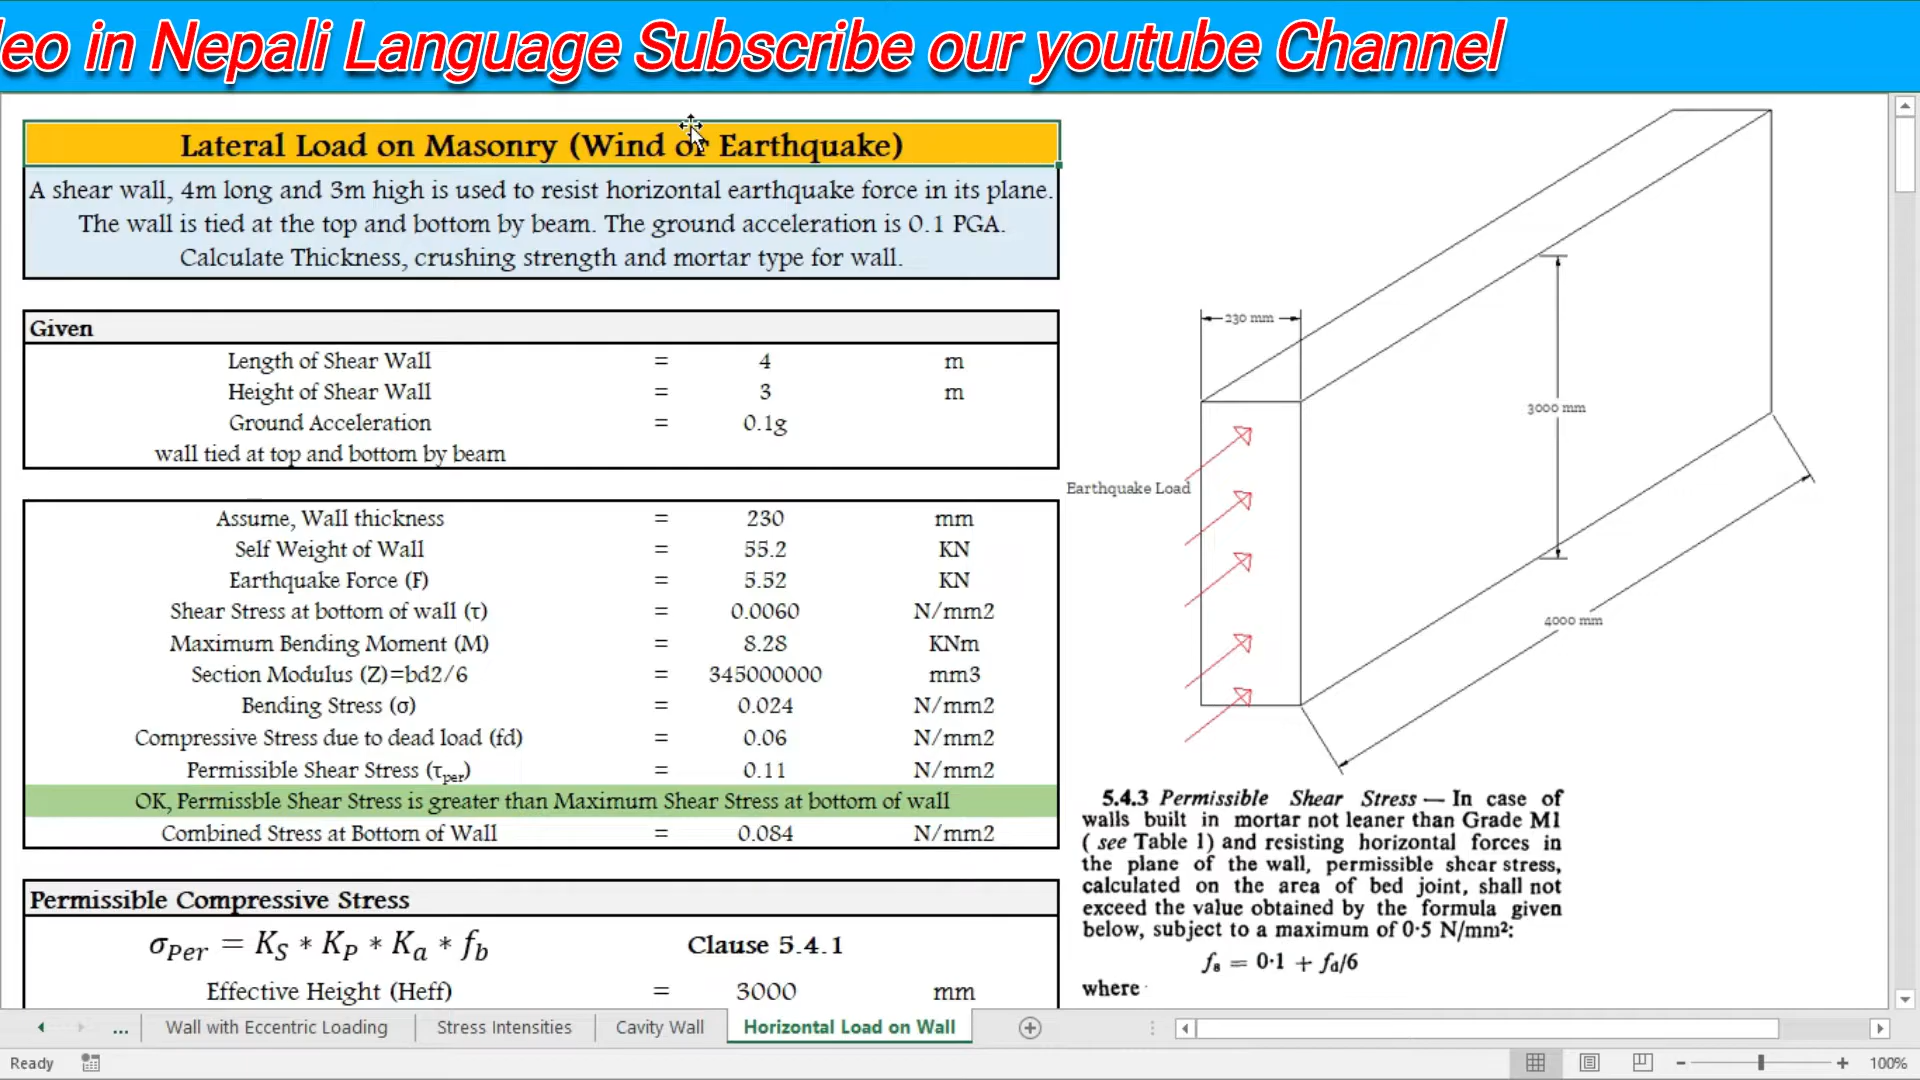 eo in Nepali Language Subscribe our youtube Channel
Lateral Load on Masonry (Wind or Earthquake)
A shear wall, 4m long and 3m high is used to resist horizontal earthquake force in its plane.
The wall is tied at the top and bottom by beam. The ground acceleration is 0.1 PGA.
Calculate Thickness, crushing strength and mortar type for wall.
Given
Length of Shear Wall = 4 m
Height of Shear Wall = 3 m
Ground Acceleration = 0.1g
wall tied at top and bottom by beam
Assume, Wall thickness = 230 mm
Self Weight of Wall = 55.2 KN
Earthquake Force (F) = 5.52 KN
Shear Stress at bottom of wall (τ) = 0.0060 N/mm2
Maximum Bending Moment (M) = 8.28 KNm
Section Modulus (Z)=bd2/6 = 345000000 mm3
Bending Stress (σ) = 0.024 N/mm2
Compressive Stress due to dead load (fd) = 0.06 N/mm2
Permissible Shear Stress (τper) = 0.11 N/mm2
OK, Permissble Shear Stress is greater than Maximum Shear Stress at bottom of wall
Combined Stress at Bottom of Wall = 0.084 N/mm2
Permissible Compressive Stress
σPer = KS * KP * Ka * fb Clause 5.4.1
Effective Height (Heff) = 3000 mm
230 mm
3000 mm
Earthquake Load
4000 mm
5.4.3 Permissible Shear Stress — In case of
walls built in mortar not leaner than Grade M1
( see Table 1) and resisting horizontal forces in
the plane of the wall, permissible shear stress,
calculated on the area of bed joint, shall not
exceed the value obtained by the formula given
below, subject to a maximum of 0·5 N/mm²:
fs = 0·1 + fd/6
where
... Wall with Eccentric Loading Stress Intensities Cavity Wall Horizontal Load on Wall
Ready 100%